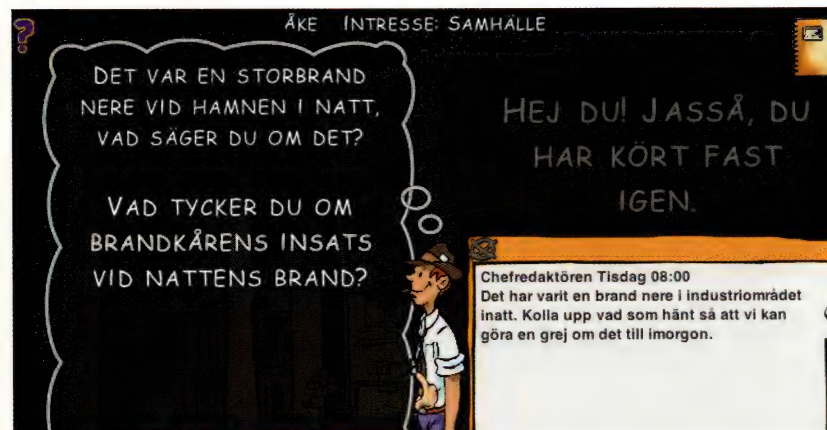 ÅKE INTRESSE: SAMHÄLLE
DET VAR EN STORBRAND
NERE VID HAMNEN I NATT,
VAD SÄGER DU OM DET?
VAD TYCKER DU OM
BRANDKÅRENS INSATS
VID NATTENS BRAND?
HEJ DU! JASSÅ, DU
HAR KÖRT FAST
IGEN.
Chefredaktören Tisdag 08:00
Det har varit en brand nere i industriområdet
inatt. Kolla upp vad som hänt så att vi kan
göra en grej om det till imorgon.